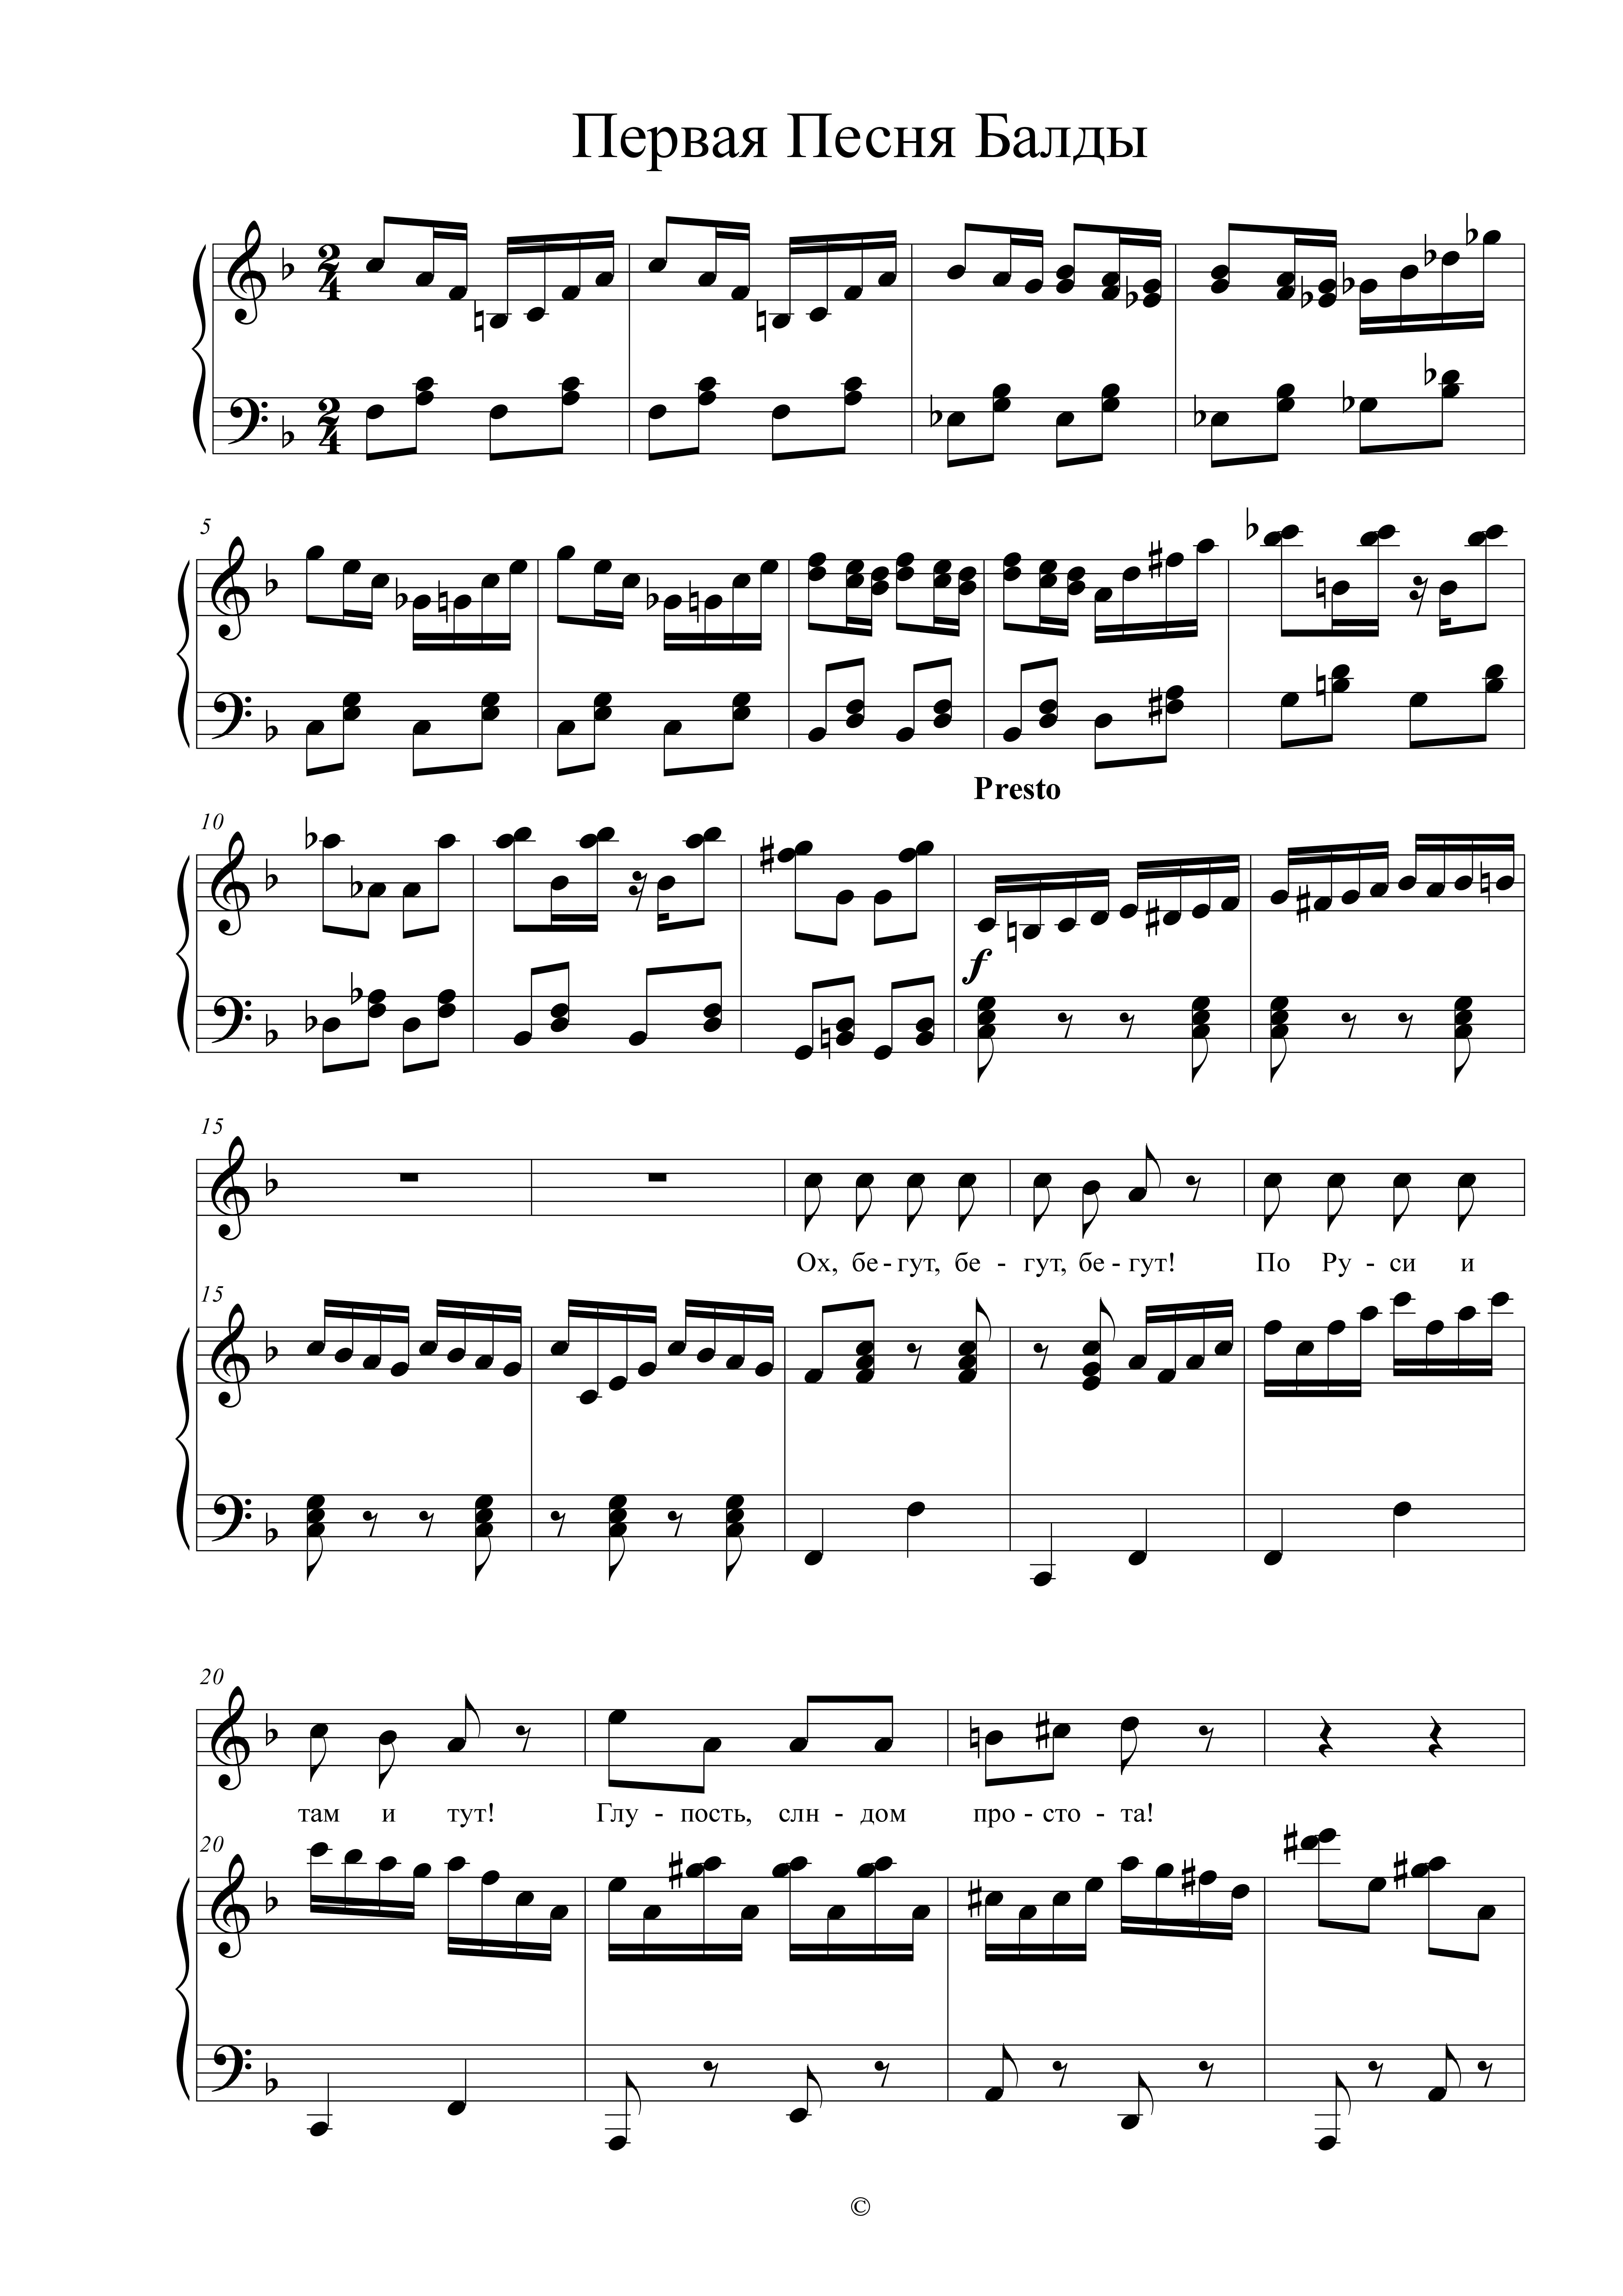 Первая Песня Балды
2
4
2
4
5
Presto
10
f
15
Ох, бе - гут, бе - гут, бе - гут! По Ру - си и
15
20
там и тут! Глу - пость, слн - дом про - сто - та!
20
©